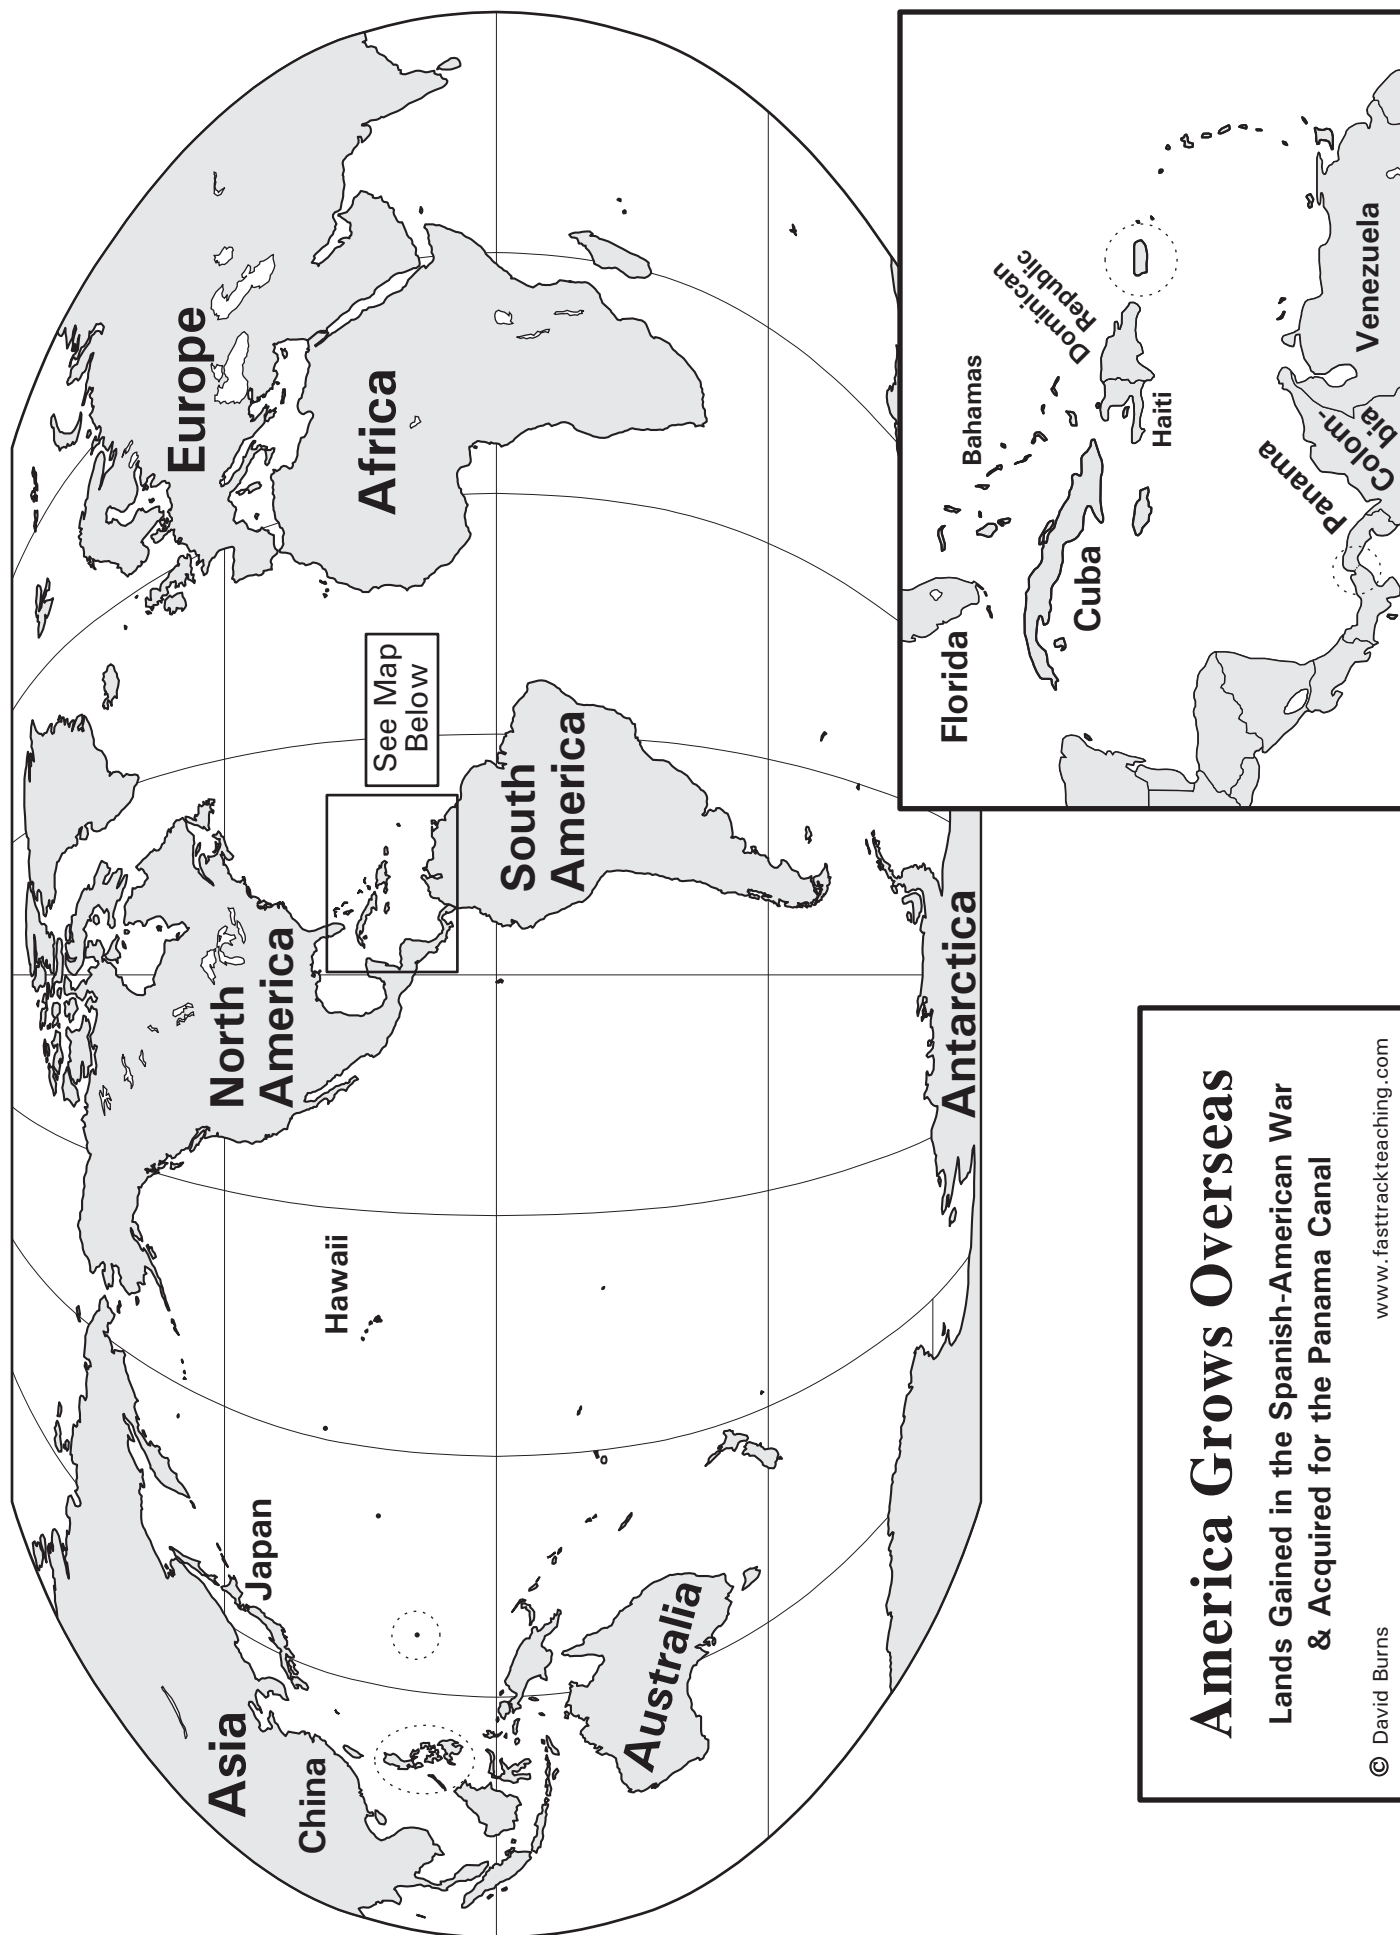 Europe
Africa
Asia
China
Japan
Hawaii
Australia
North
America
See Map
Below
South
America
Antarctica
Florida
Bahamas
Cuba
Dominican
Republic
Haiti
Panama
Colom-
bia
Venezuela
America Grows Overseas
Lands Gained in the Spanish-American War
& Acquired for the Panama Canal
© David Burns www.fasttrackteaching.com